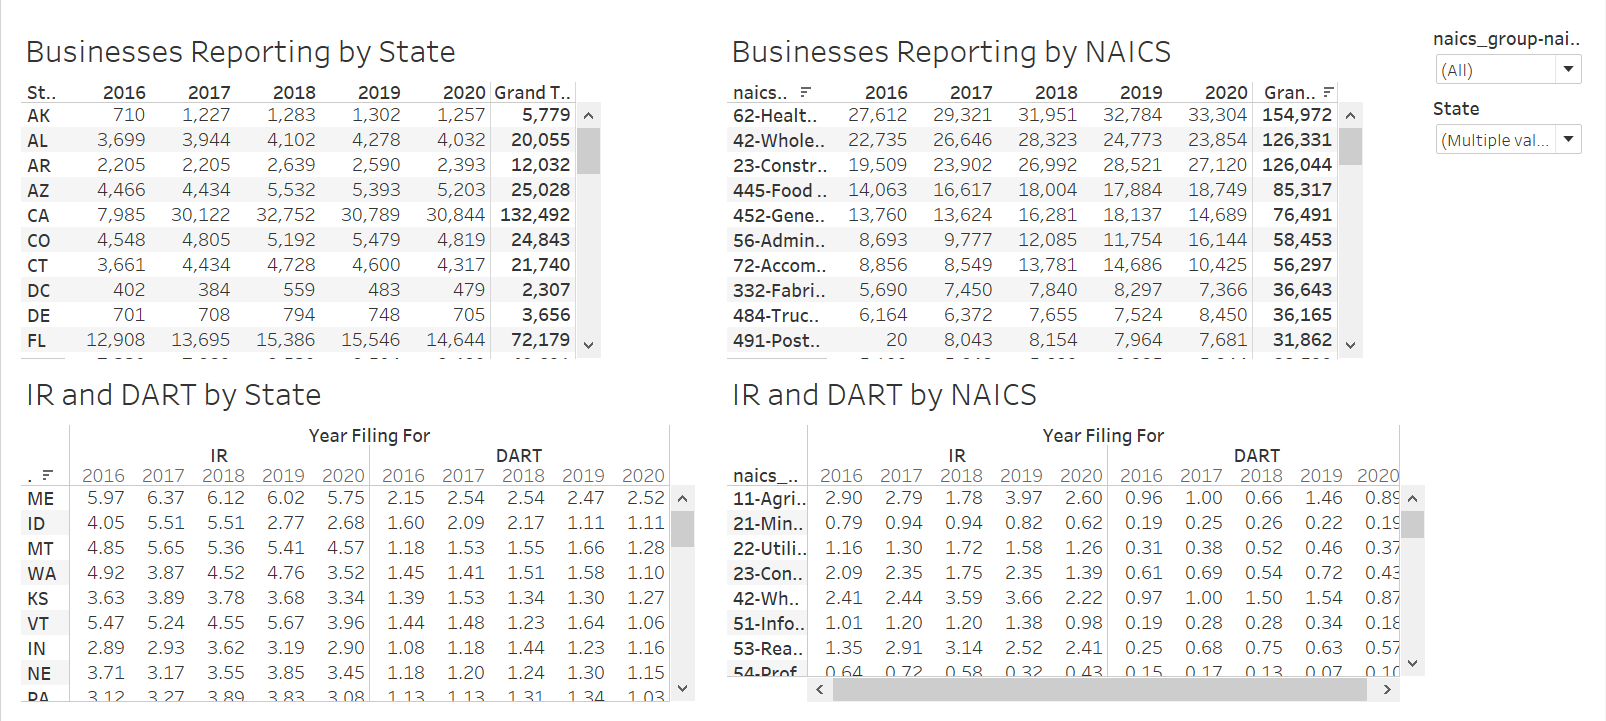 Businesses Reporting by State
St.. 2016 2017 2018 2019 2020 Grand T..
AK 710 1,227 1,283 1,302 1,257 5,779
AL 3,699 3,944 4,102 4,278 4,032 20,055
AR 2,205 2,205 2,639 2,590 2,393 12,032
AZ 4,466 4,434 5,532 5,393 5,203 25,028
CA 7,985 30,122 32,752 30,789 30,844 132,492
CO 4,548 4,805 5,192 5,479 4,819 24,843
CT 3,661 4,434 4,728 4,600 4,317 21,740
DC 402 384 559 483 479 2,307
DE 701 708 794 748 705 3,656
FL 12,908 13,695 15,386 15,546 14,644 72,179
Businesses Reporting by NAICS
naics.. 2016 2017 2018 2019 2020 Gran..
62-Healt.. 27,612 29,321 31,951 32,784 33,304 154,972
42-Whole.. 22,735 26,646 28,323 24,773 23,854 126,331
23-Constr.. 19,509 23,902 26,992 28,521 27,120 126,044
445-Food .. 14,063 16,617 18,004 17,884 18,749 85,317
452-Gene.. 13,760 13,624 16,281 18,137 14,689 76,491
56-Admin.. 8,693 9,777 12,085 11,754 16,144 58,453
72-Accom.. 8,856 8,549 13,781 14,686 10,425 56,297
332-Fabri.. 5,690 7,450 7,840 8,297 7,366 36,643
484-Truc.. 6,164 6,372 7,655 7,524 8,450 36,165
491-Post.. 20 8,043 8,154 7,964 7,681 31,862
naics_group-nai..
(All)
State
(Multiple val...
IR and DART by State
Year Filing For
IR DART
. 2016 2017 2018 2019 2020 2016 2017 2018 2019 2020
ME 5.97 6.37 6.12 6.02 5.75 2.15 2.54 2.54 2.47 2.52
ID 4.05 5.51 5.51 2.77 2.68 1.60 2.09 2.17 1.11 1.11
MT 4.85 5.65 5.36 5.41 4.57 1.18 1.53 1.55 1.66 1.28
WA 4.92 3.87 4.52 4.76 3.52 1.45 1.41 1.51 1.58 1.10
KS 3.63 3.89 3.78 3.68 3.34 1.39 1.53 1.34 1.30 1.27
VT 5.47 5.24 4.55 5.67 3.96 1.44 1.48 1.23 1.64 1.06
IN 2.89 2.93 3.62 3.19 2.90 1.08 1.18 1.44 1.23 1.16
NE 3.71 3.17 3.55 3.85 3.45 1.18 1.20 1.24 1.30 1.15
PA 3.12 3.27 3.89 3.83 3.08 1.13 1.13 1.31 1.34 1.03
IR and DART by NAICS
Year Filing For
IR DART
naics_.. 2016 2017 2018 2019 2020 2016 2017 2018 2019 2020
11-Agri.. 2.90 2.79 1.78 3.97 2.60 0.96 1.00 0.66 1.46 0.89
21-Min.. 0.79 0.94 0.94 0.82 0.62 0.19 0.25 0.26 0.22 0.19
22-Utili.. 1.16 1.30 1.72 1.58 1.26 0.31 0.38 0.52 0.46 0.37
23-Con.. 2.09 2.35 1.75 2.35 1.39 0.61 0.69 0.54 0.72 0.43
42-Wh.. 2.41 2.44 3.59 3.66 2.22 0.97 1.00 1.50 1.54 0.87
51-Info.. 1.01 1.20 1.20 1.38 0.98 0.19 0.28 0.28 0.34 0.18
53-Rea.. 1.35 2.91 3.14 2.52 2.41 0.25 0.68 0.75 0.63 0.57
54-Prof 0.64 0.72 0.58 0.32 0.43 0.15 0.17 0.13 0.07 0.10